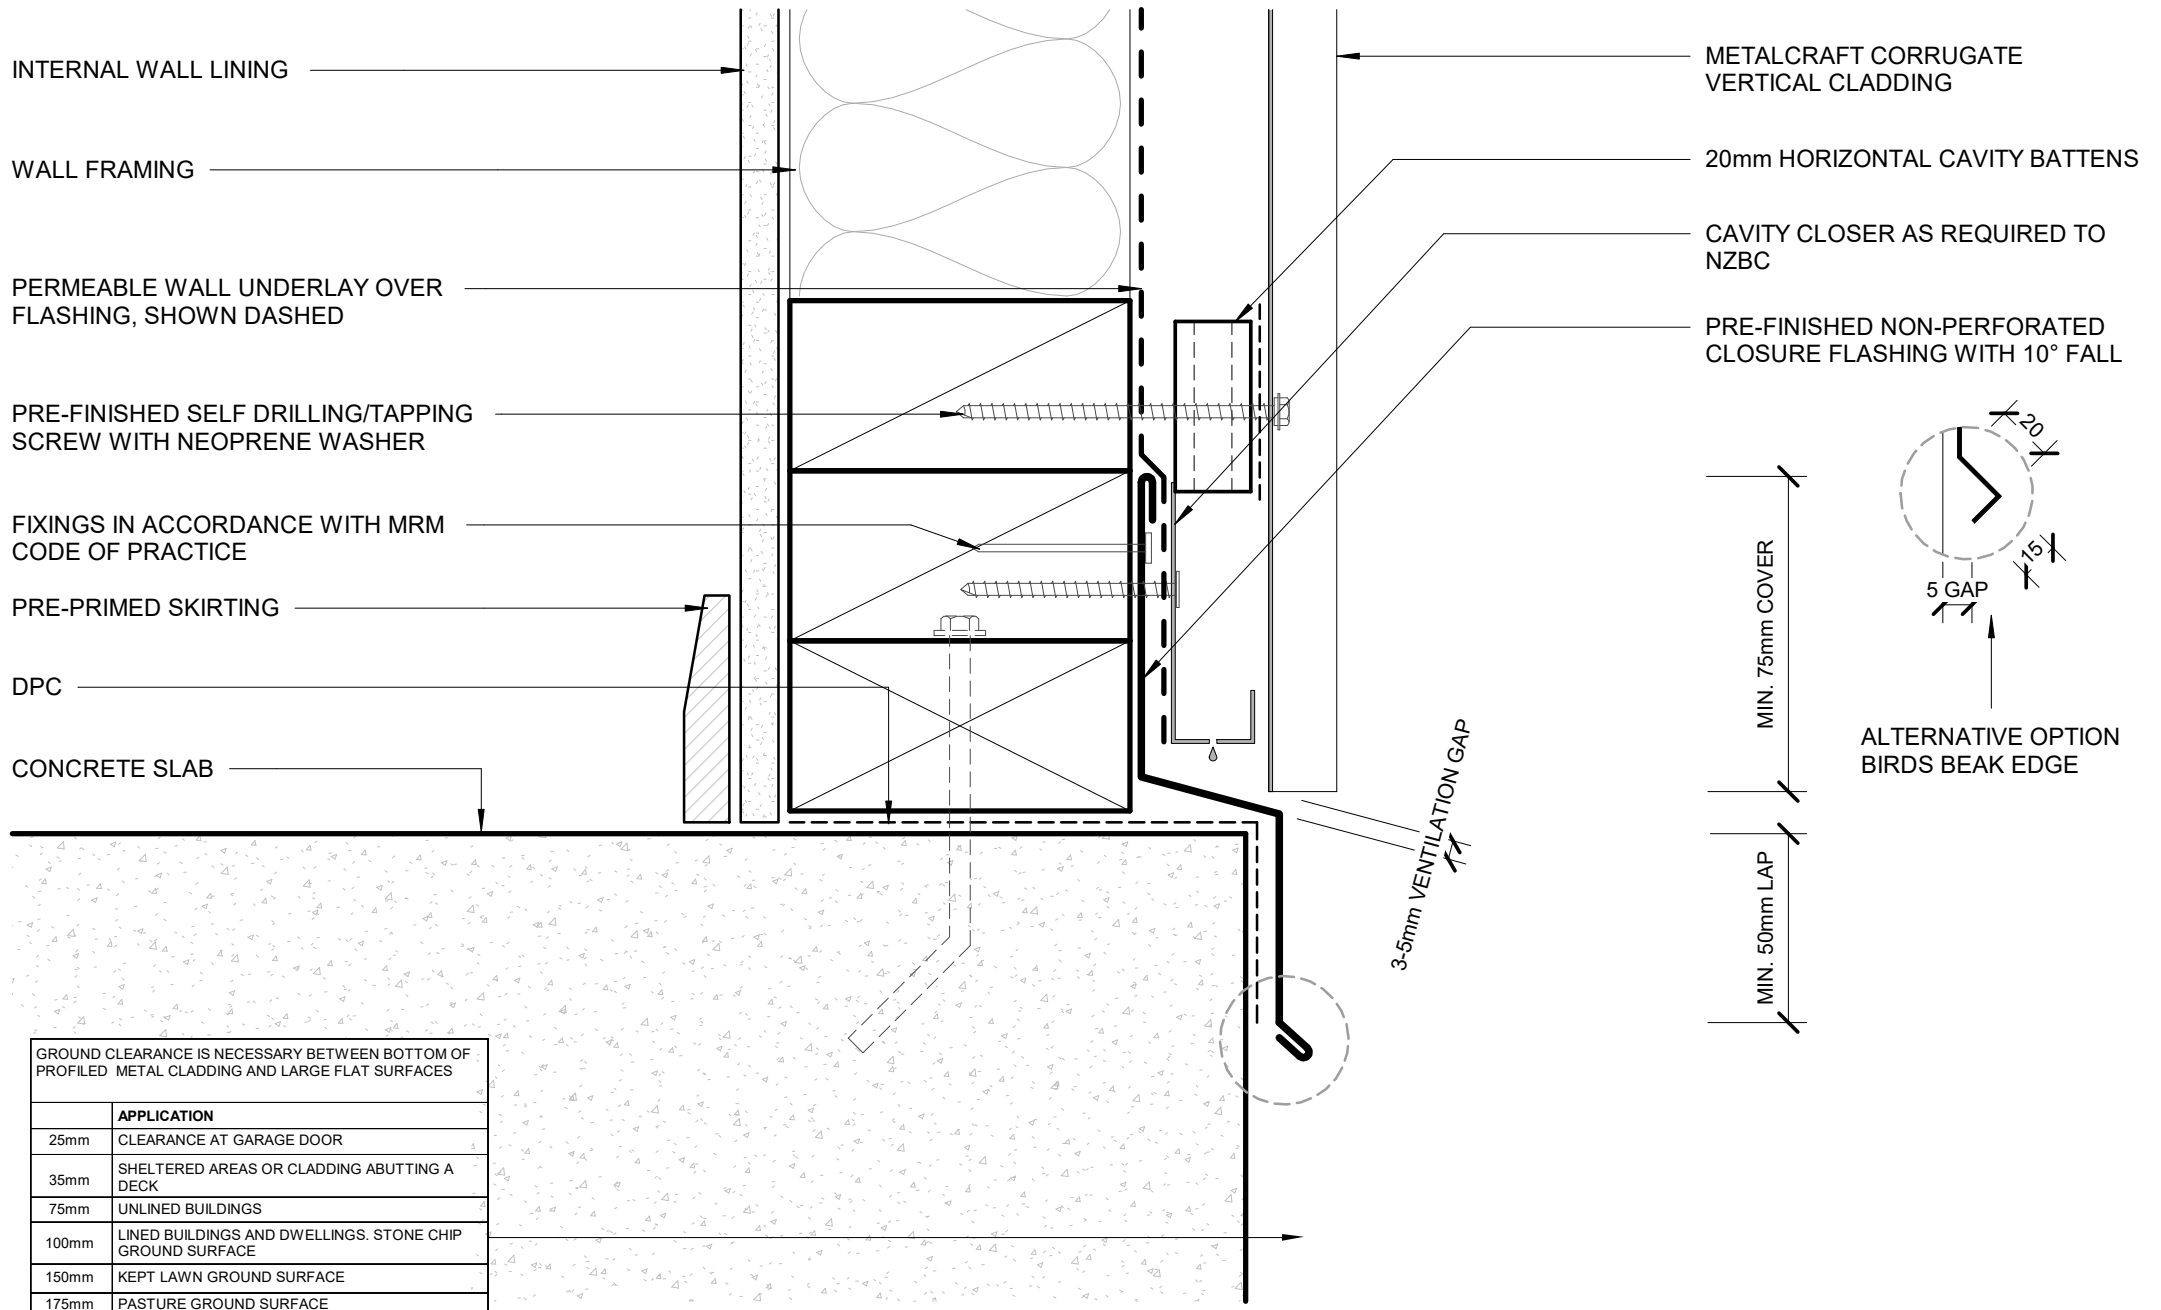 INTERNAL WALL LINING
WALL FRAMING
PERMEABLE WALL UNDERLAY OVER
FLASHING, SHOWN DASHED
PRE-FINISHED SELF DRILLING/TAPPING
SCREW WITH NEOPRENE WASHER
FIXINGS IN ACCORDANCE WITH MRM
CODE OF PRACTICE
PRE-PRIMED SKIRTING
DPC
CONCRETE SLAB
METALCRAFT CORRUGATE
VERTICAL CLADDING
20mm HORIZONTAL CAVITY BATTENS
CAVITY CLOSER AS REQUIRED TO
NZBC
PRE-FINISHED NON-PERFORATED
CLOSURE FLASHING WITH 10° FALL
20
15
5 GAP
ALTERNATIVE OPTION
BIRDS BEAK EDGE
MIN. 75mm COVER
MIN. 50mm LAP
3-5mm VENTILATION GAP
GROUND CLEARANCE IS NECESSARY BETWEEN BOTTOM OF
PROFILED METAL CLADDING AND LARGE FLAT SURFACES
APPLICATION
25mm CLEARANCE AT GARAGE DOOR
35mm SHELTERED AREAS OR CLADDING ABUTTING A
DECK
75mm UNLINED BUILDINGS
100mm LINED BUILDINGS AND DWELLINGS. STONE CHIP
GROUND SURFACE
150mm KEPT LAWN GROUND SURFACE
175mm PASTURE GROUND SURFACE